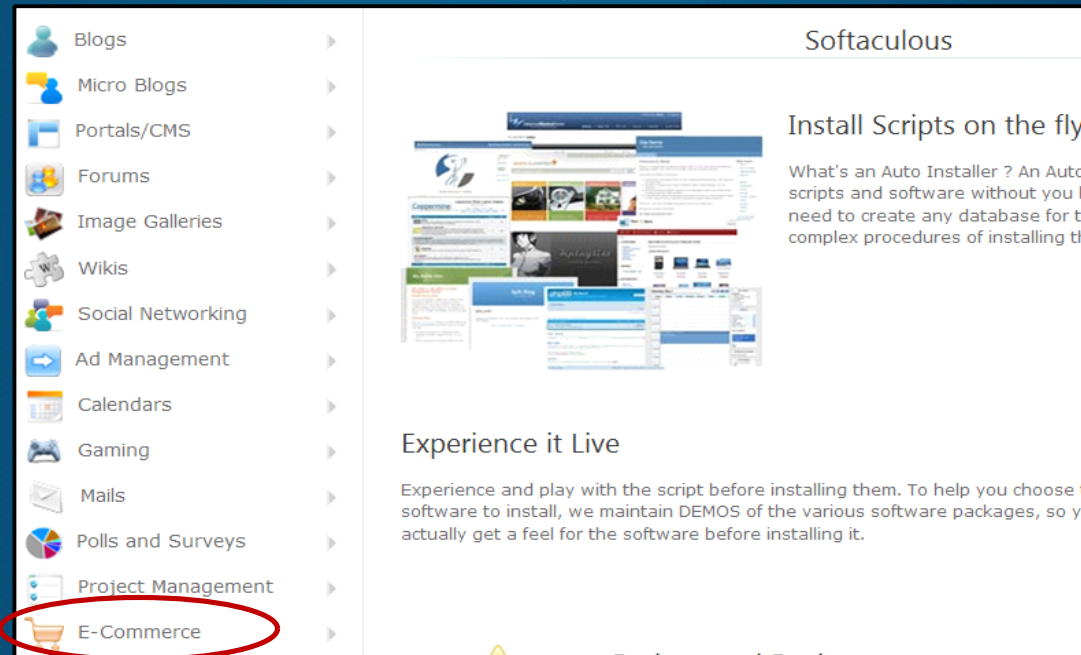 Blogs
Micro Blogs
Portals/CMS
Forums
Image Galleries
Wikis
Social Networking
Ad Management
Calendars
Gaming
Mails
Polls and Surveys
Project Management
E-Commerce
Softaculous
Install Scripts on the fly
What's an Auto Installer ? An Auto
scripts and software without you
need to create any database for
complex procedures of installing
Coppermine
phpBB
Experience it Live
Experience and play with the script before installing them. To help you choose
software to install, we maintain DEMOS of the various software packages, so
actually get a feel for the software before installing it.